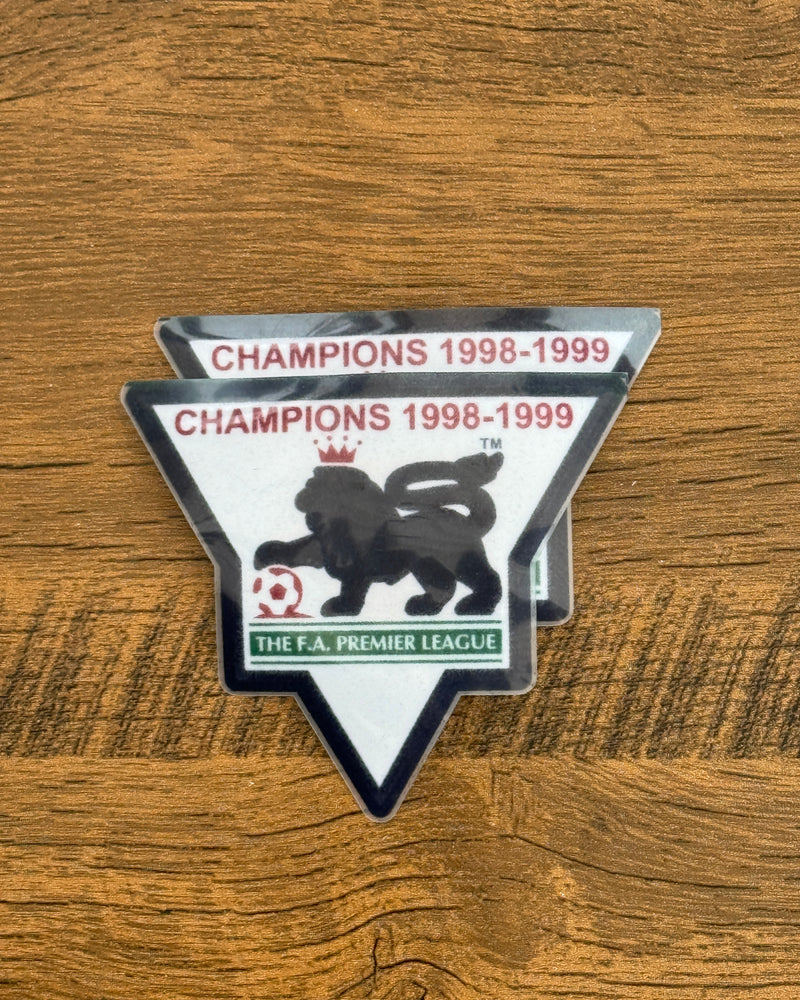 CHAMPIONS 1998-1999
CHAMPIONS 1998-1999
TM
THE F.A. PREMIER LEAGUE